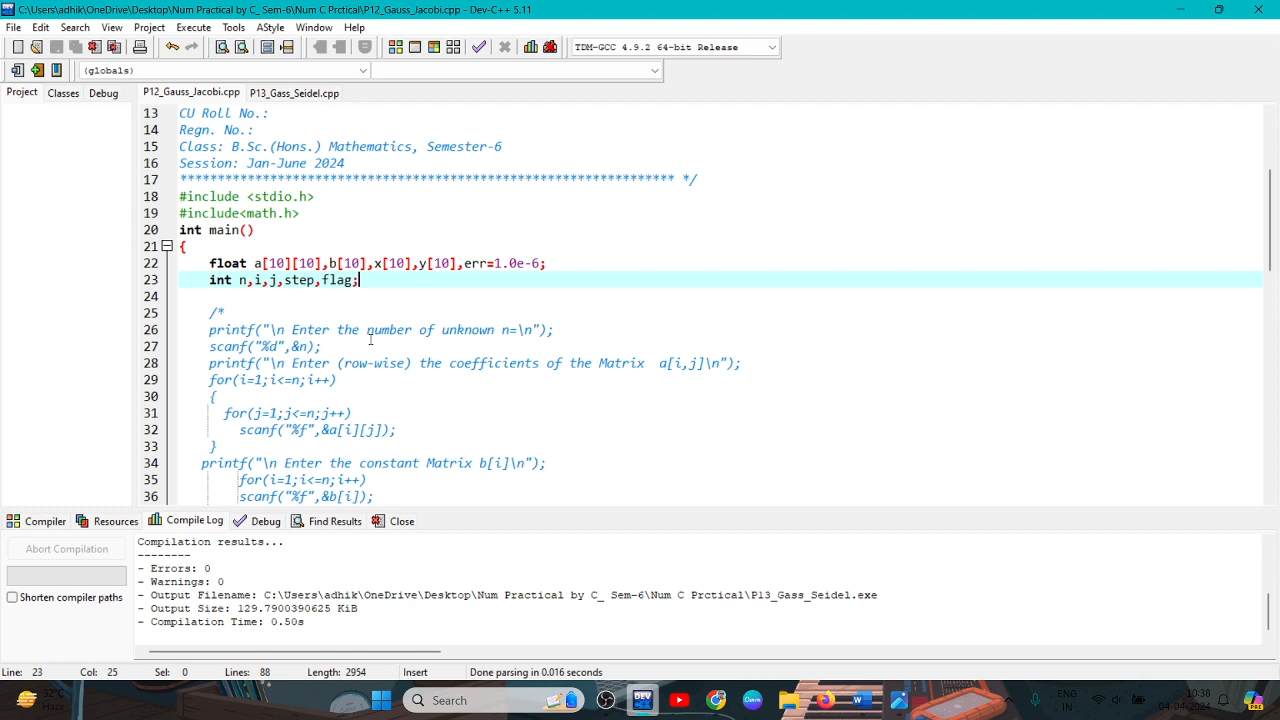 C:\Users\adhik\OneDrive\Desktop\Num Practical by C_ Sem-6\Num C Prctical\P12_Gauss_Jacobi.cpp - Dev-C++ 5.11
File Edit Search View Project Execute Tools AStyle Window Help
TDM-GCC 4.9.2 64-bit Release
(globals)
Project Classes Debug P12_Gauss_Jacobi.cpp P13_Gass_Seidel.cpp
13 CU Roll No.:
14 Regn. No.:
15 Class: B.Sc.(Hons.) Mathematics, Semester-6
16 Session: Jan-June 2024
17 ****************************************************************** */
18 #include <stdio.h>
19 #include<math.h>
20 int main()
21 {
22 float a[10][10],b[10],x[10],y[10],err=1.0e-6;
23 int n,i,j,step,flag;
24
25 /*
26 printf("\n Enter the number of unknown n=\n");
27 scanf("%d",&n);
28 printf("\n Enter (row-wise) the coefficients of the Matrix  a[i,j]\n");
29 for(i=1;i<=n;i++)
30 {
31 for(j=1;j<=n;j++)
32 scanf("%f",&a[i][j]);
33 }
34 printf("\n Enter the constant Matrix b[i]\n");
35 for(i=1;i<=n;i++)
36 scanf("%f",&b[i]);
Compiler Resources Compile Log Debug Find Results Close
Abort Compilation
Shorten compiler paths
Compilation results...
--------
- Errors: 0
- Warnings: 0
- Output Filename: C:\Users\adhik\OneDrive\Desktop\Num Practical by C_ Sem-6\Num C Prctical\P13_Gass_Seidel.exe
- Output Size: 129.7900390625 KiB
- Compilation Time: 0.50s
Line: 23 Col: 25 Sel: 0 Lines: 88 Length: 2954 Insert Done parsing in 0.016 seconds
32°C
Haze
Search
DEV
ENG
IN
10:38
04-04-2024